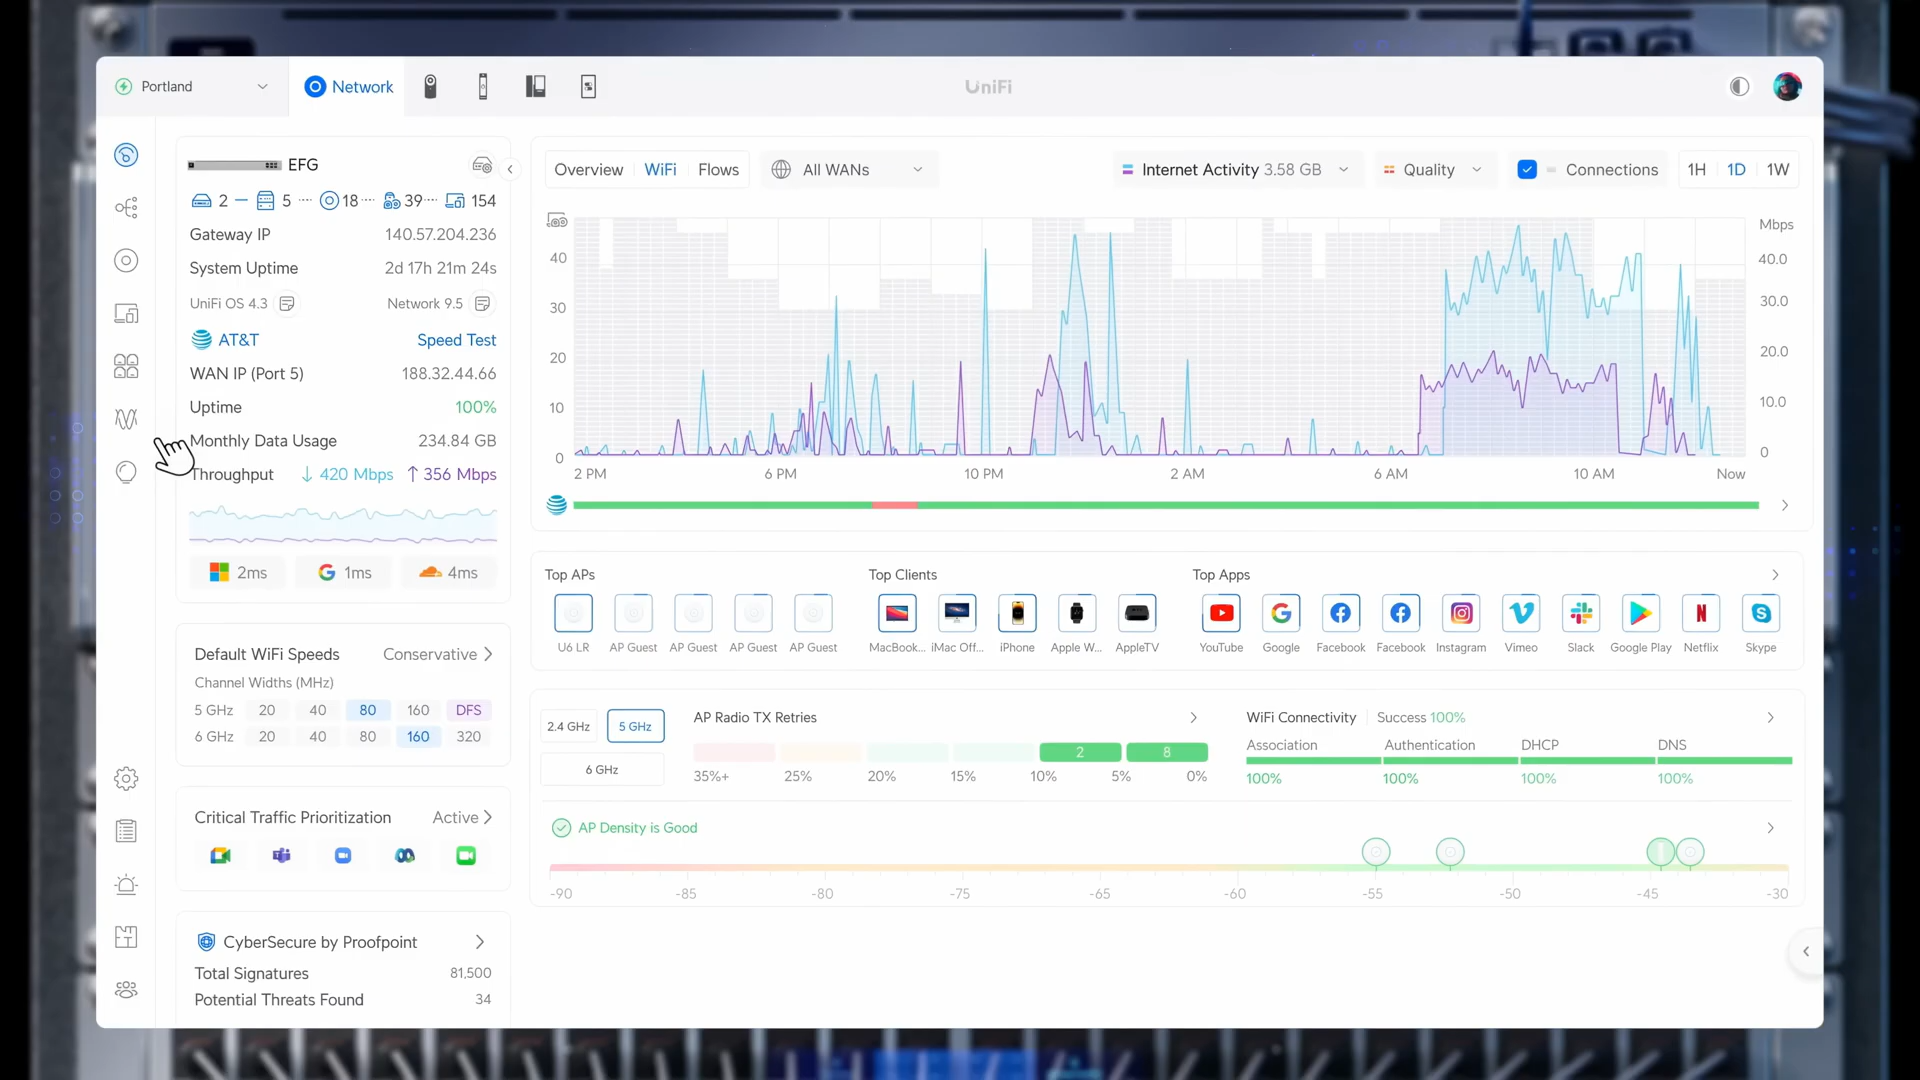 Portland
Network
UniFi
EFG
2 5 18 39 154
Gateway IP 140.57.204.236
System Uptime 2d 17h 21m 24s
UniFi OS 4.3 Network 9.5
AT&T Speed Test
WAN IP (Port 5) 188.32.44.66
Uptime 100%
Monthly Data Usage 234.84 GB
Throughput ↓ 420 Mbps ↑ 356 Mbps
2ms 1ms 4ms
Default WiFi Speeds Conservative
Channel Widths (MHz)
5 GHz 20 40 80 160 DFS
6 GHz 20 40 80 160 320
Critical Traffic Prioritization Active
CyberSecure by Proofpoint
Total Signatures 81,500
Potential Threats Found 34
Overview WiFi Flows All WANs Internet Activity 3.58 GB Quality Connections 1H 1D 1W
Mbps
40 40.0
30 30.0
20 20.0
10 10.0
0 0
2 PM 6 PM 10 PM 2 AM 6 AM 10 AM Now
Top APs
U6 LR AP Guest AP Guest AP Guest AP Guest
Top Clients
MacBook... iMac Off... iPhone Apple W... AppleTV
Top Apps
YouTube Google Facebook Facebook Instagram Vimeo Slack Google Play Netflix Skype
2.4 GHz 5 GHz
6 GHz
AP Radio TX Retries
2 8
35%+ 25% 20% 15% 10% 5% 0%
WiFi Connectivity Success 100%
Association Authentication DHCP DNS
100% 100% 100% 100%
AP Density is Good
-90 -85 -80 -75 -65 -60 -55 -50 -45 -30